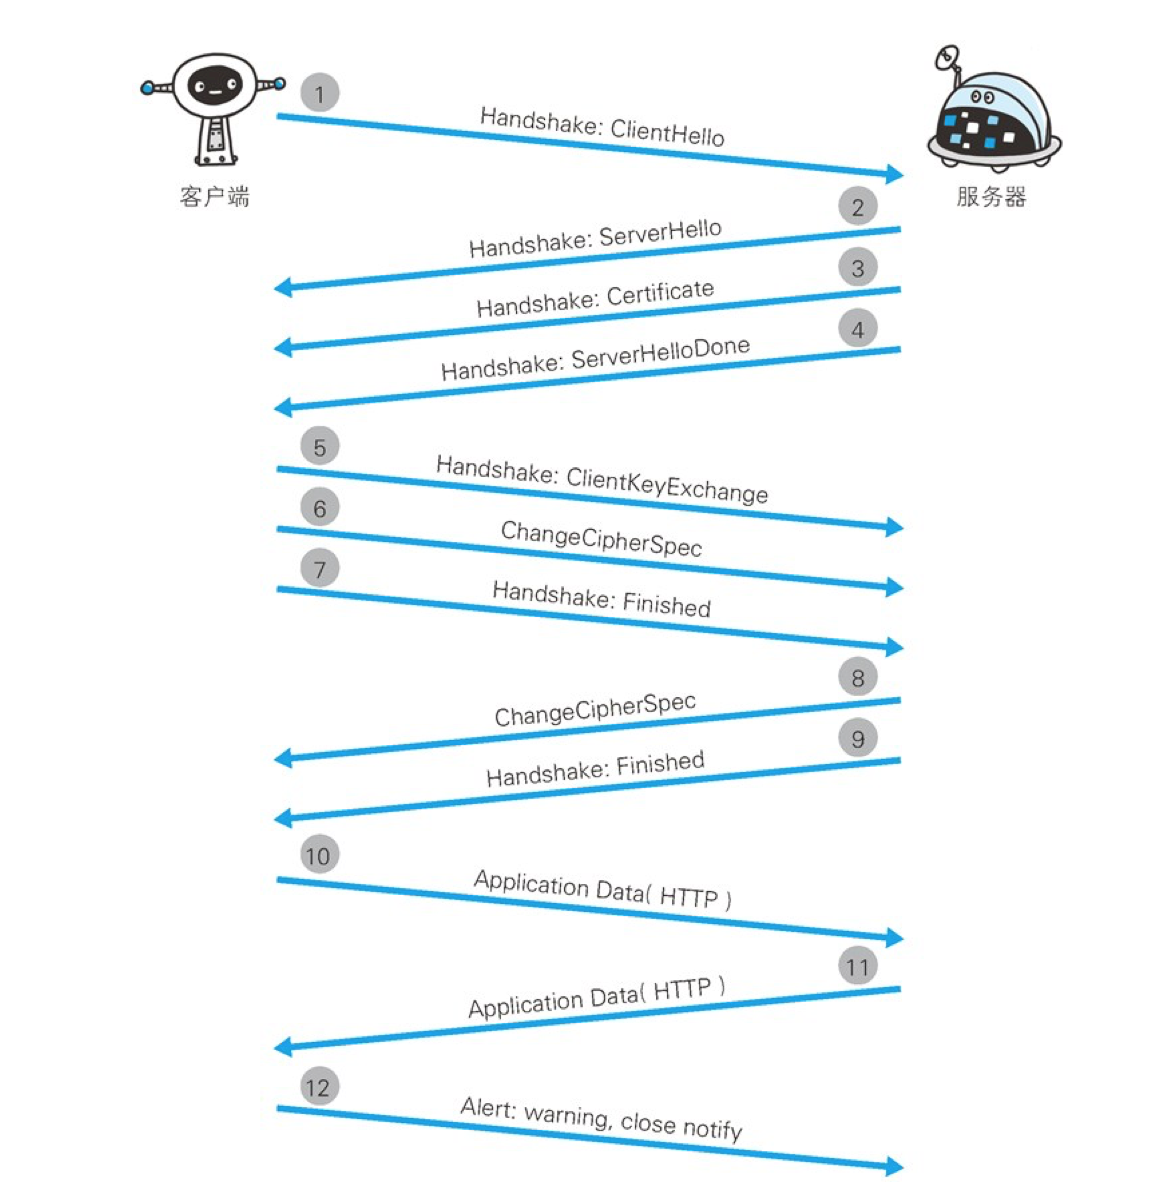 客户端
服务器
1
Handshake: ClientHello
2
Handshake: ServerHello
3
Handshake: Certificate
4
Handshake: ServerHelloDone
5
Handshake: ClientKeyExchange
6
ChangeCipherSpec
7
Handshake: Finished
8
ChangeCipherSpec
9
Handshake: Finished
10
Application Data( HTTP )
11
Application Data( HTTP )
12
Alert: warning, close notify